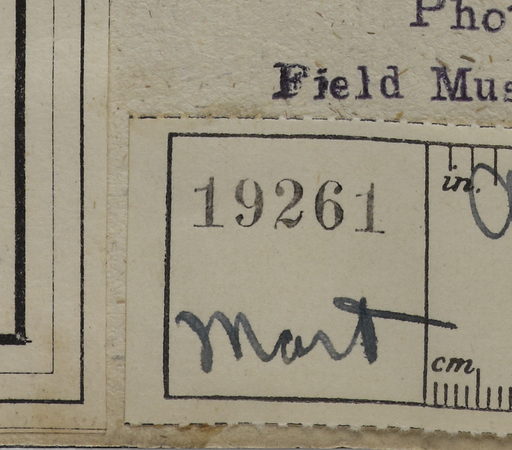 Pho
Field Mus
19261
in.
Mart
cm.